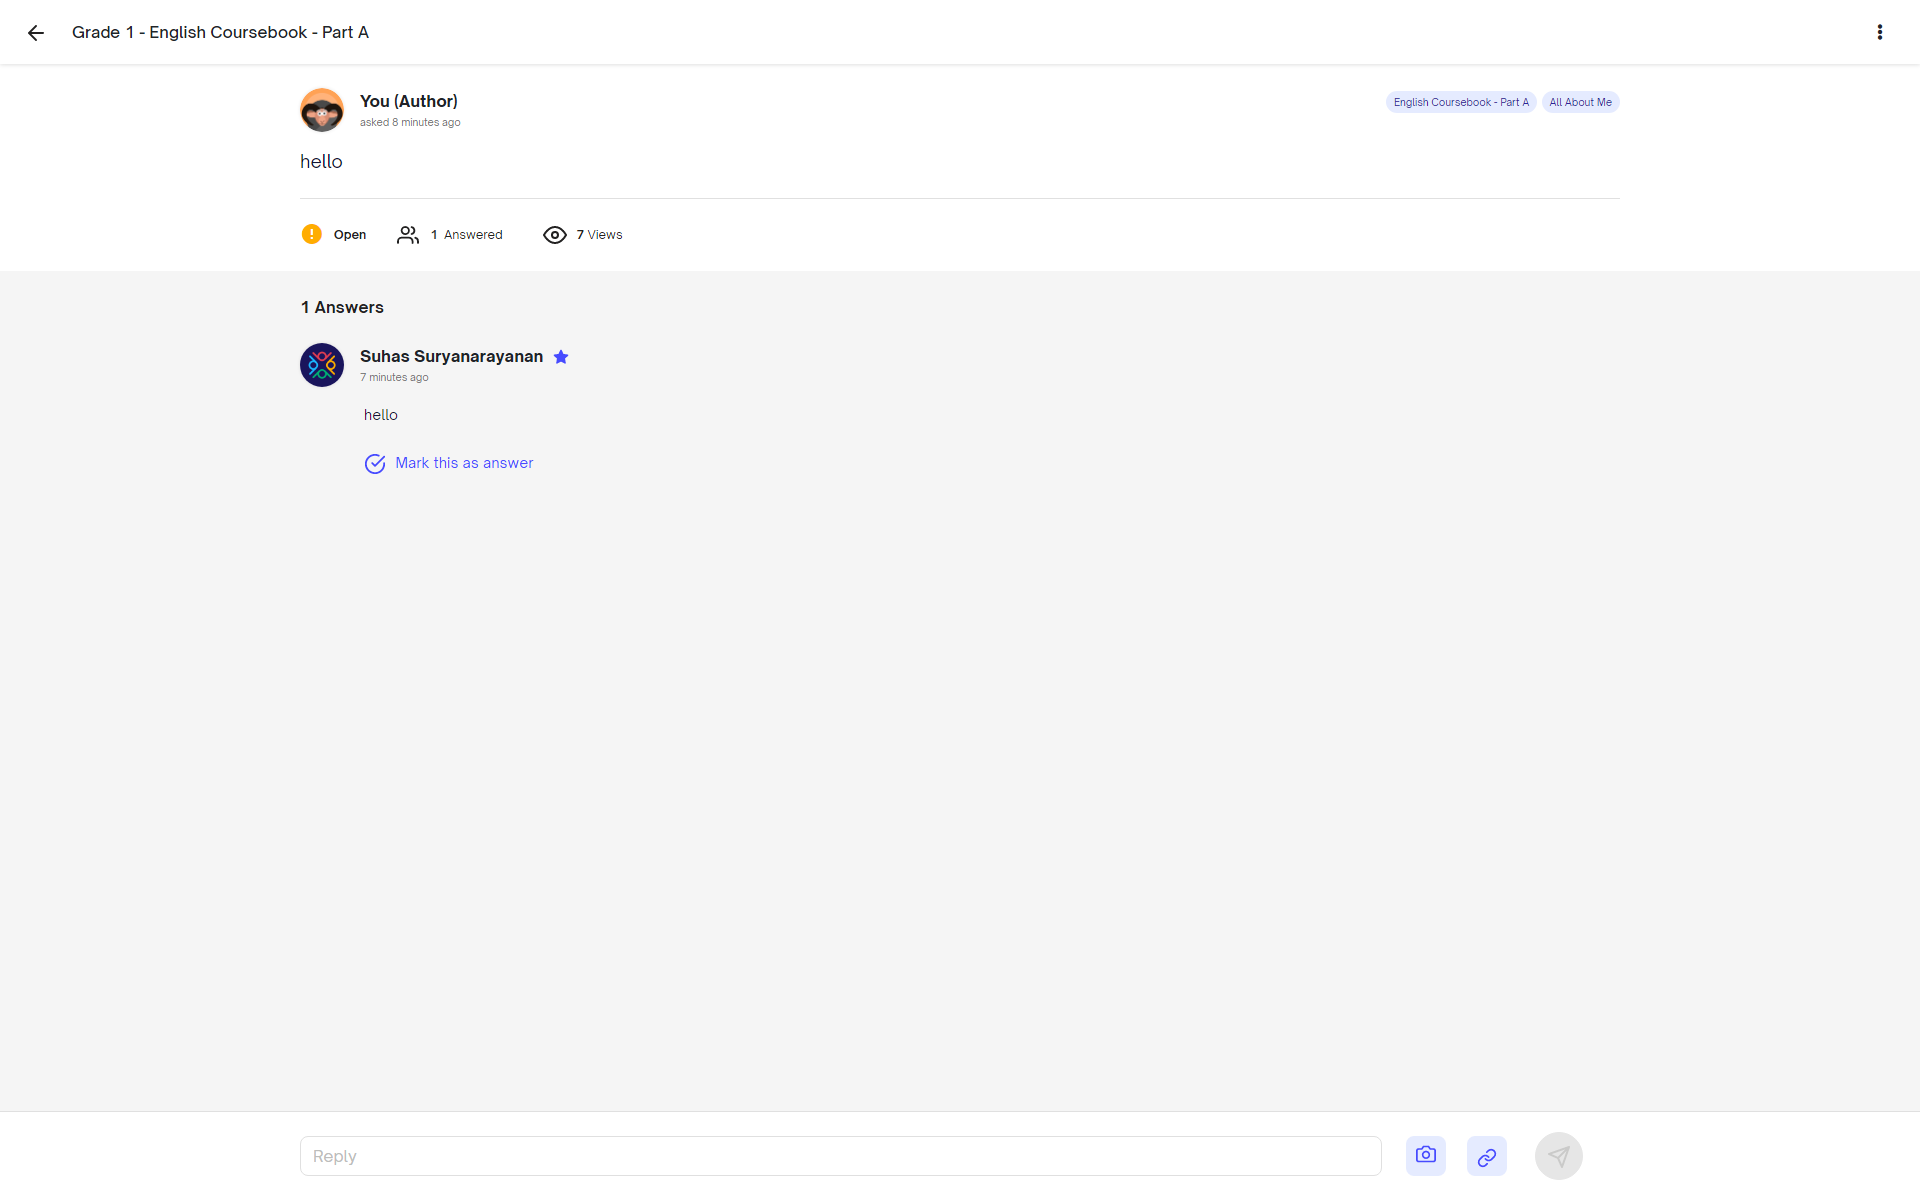 Grade 1 - English Coursebook - Part A
You (Author)
asked 8 minutes ago
English Coursebook - Part A
All About Me
hello
Open
1 Answered
7 Views
1 Answers
Suhas Suryanarayanan
7 minutes ago
hello
Mark this as answer
Reply